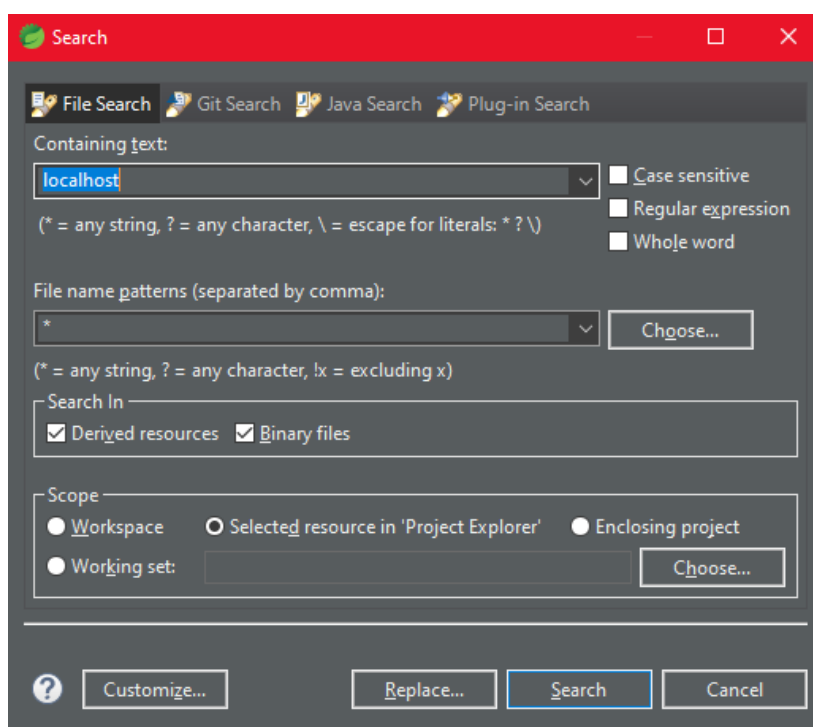 Search
File Search Git Search Java Search Plug-in Search
Containing text:
localhost
Case sensitive
Regular expression
(* = any string, ? = any character, \ = escape for literals: * ? \)
Whole word
File name patterns (separated by comma):
*
Choose...
(* = any string, ? = any character, !x = excluding x)
Search In
Derived resources Binary files
Scope
Workspace Selected resource in 'Project Explorer' Enclosing project
Working set: Choose...
? Customize... Replace... Search Cancel